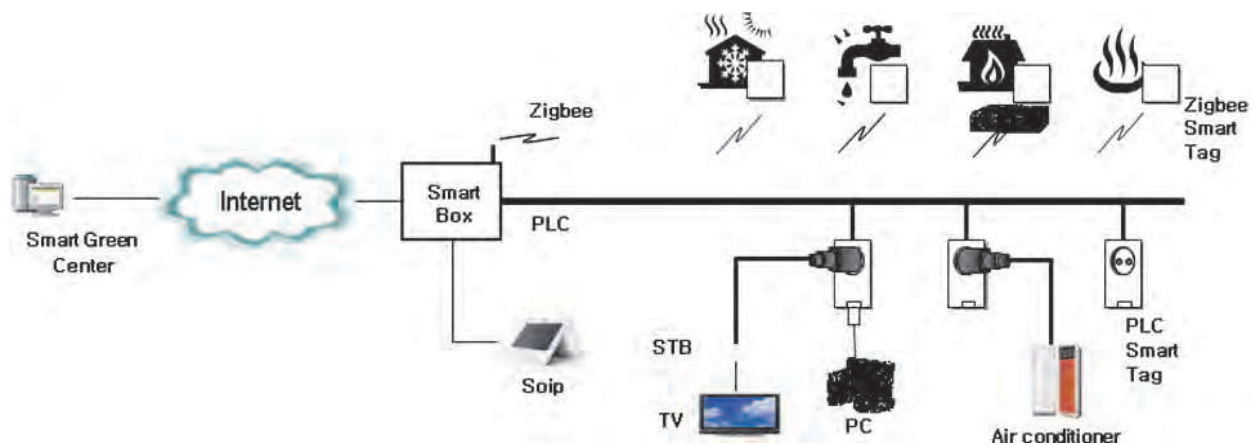 Zigbee
Zigbee
Smart
Tag
Internet
Smart
Box
PLC
Smart Green
Center
Soip
STB
TV
PC
PLC
Smart
Tag
Air conditioner